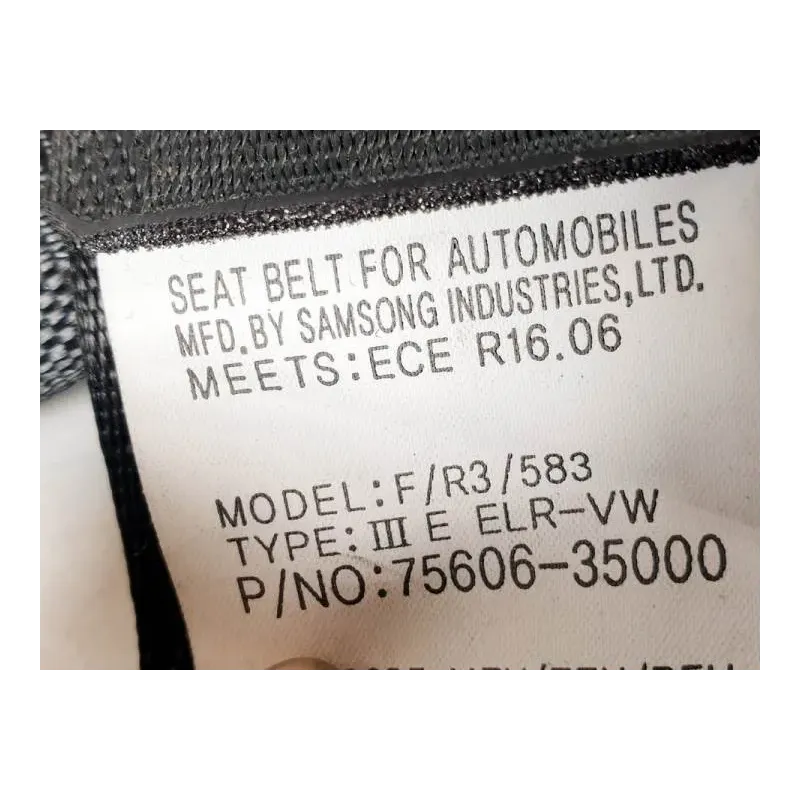 SEAT BELT FOR AUTOMOBILES
MFD.BY SAMSONG INDUSTRIES,LTD.
MEETS:ECE R16.06
MODEL:F/R3/583
TYPE:Ⅲ E ELR-VW
P/NO:75606-35000